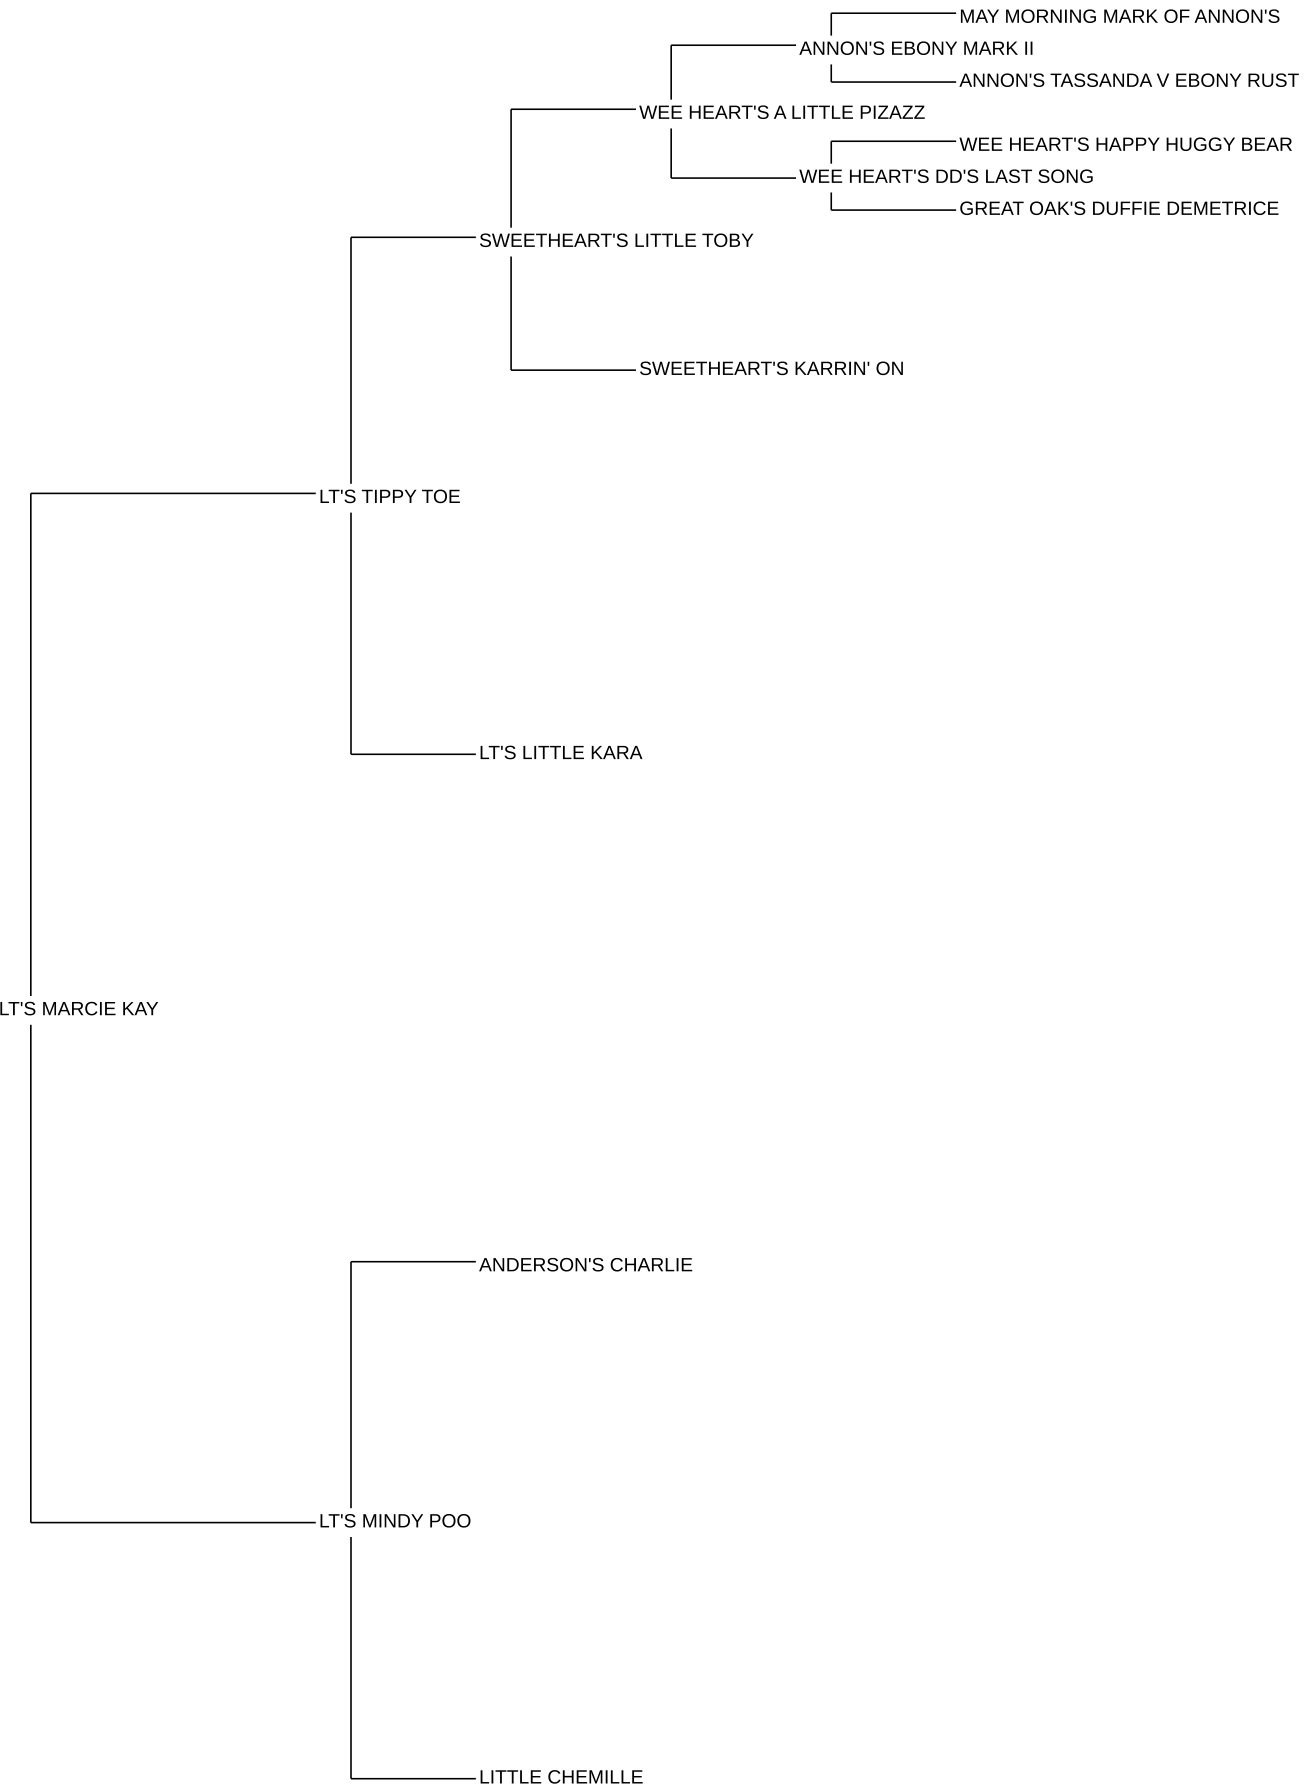 MAY MORNING MARK OF ANNON'S
ANNON'S EBONY MARK II
ANNON'S TASSANDA V EBONY RUST
WEE HEART'S A LITTLE PIZAZZ
WEE HEART'S HAPPY HUGGY BEAR
WEE HEART'S DD'S LAST SONG
GREAT OAK'S DUFFIE DEMETRICE
SWEETHEART'S LITTLE TOBY
SWEETHEART'S KARRIN' ON
LT'S TIPPY TOE
LT'S LITTLE KARA
LT'S MARCIE KAY
ANDERSON'S CHARLIE
LT'S MINDY POO
LITTLE CHEMILLE